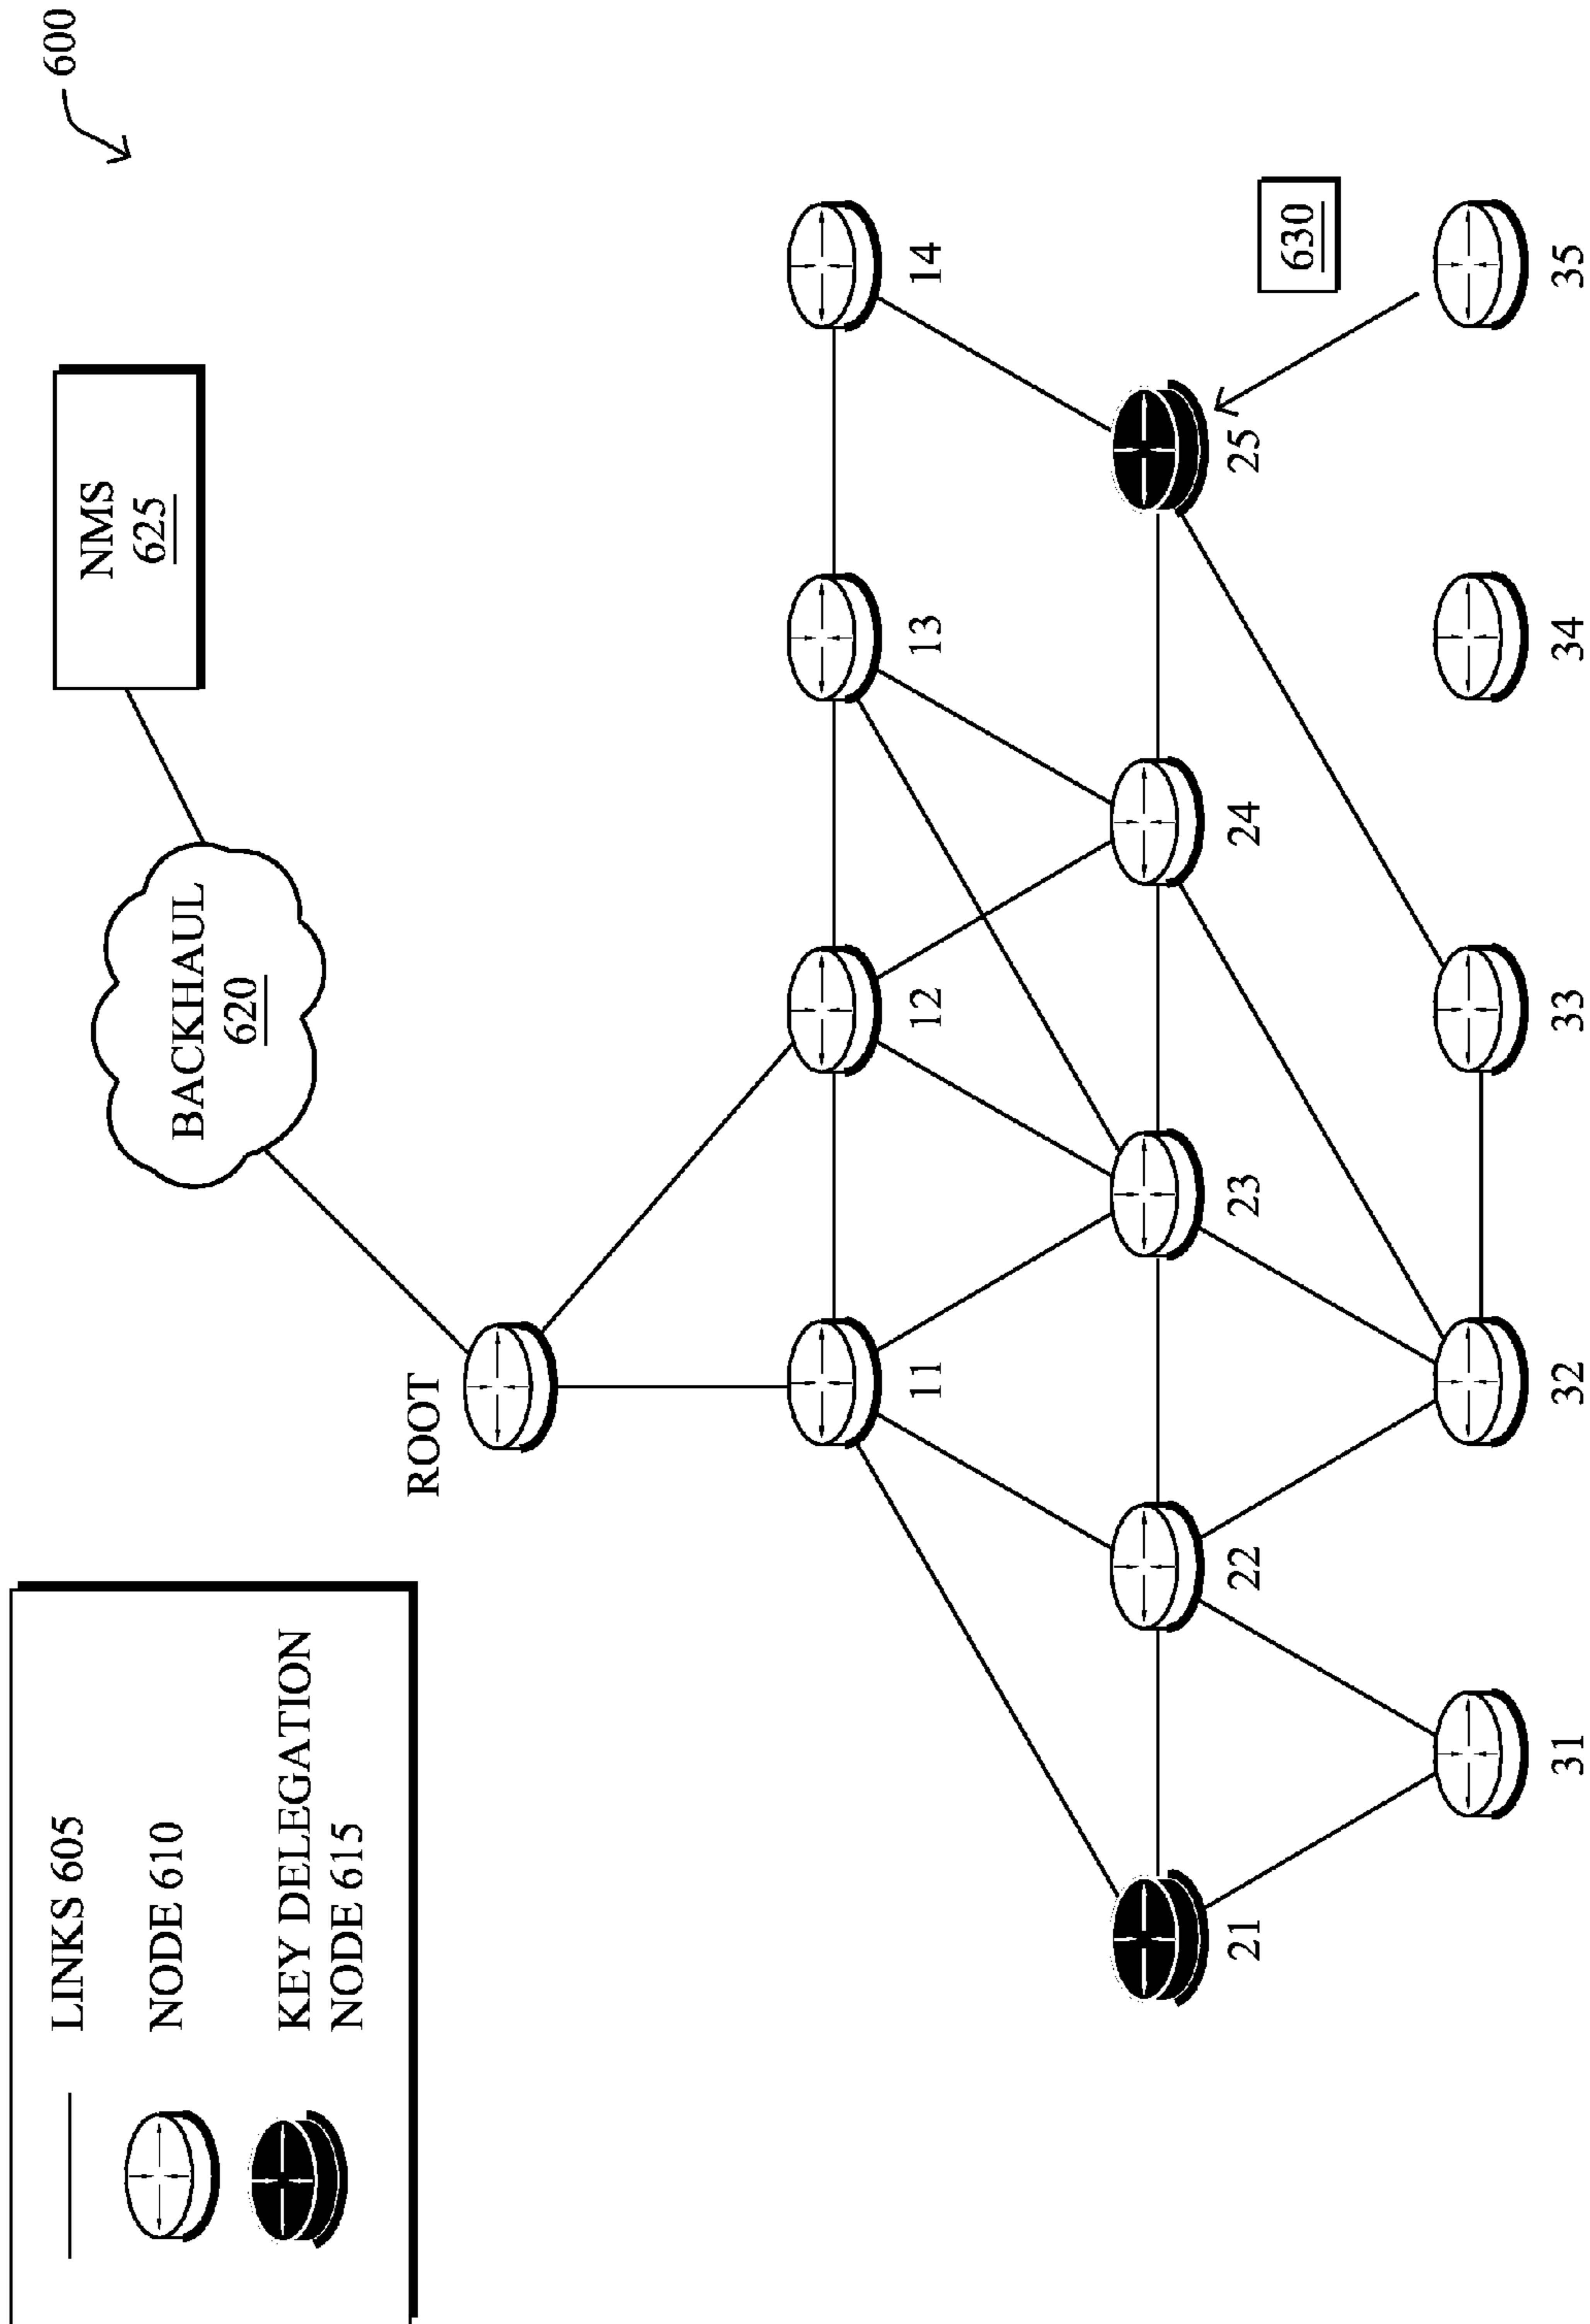 600
LINKS 605
NODE 610
KEY DELEGATION
NODE 615
NMS
625
BACKHAUL
620
ROOT
11
12
13
14
21
22
23
24
25
630
31
32
33
34
35